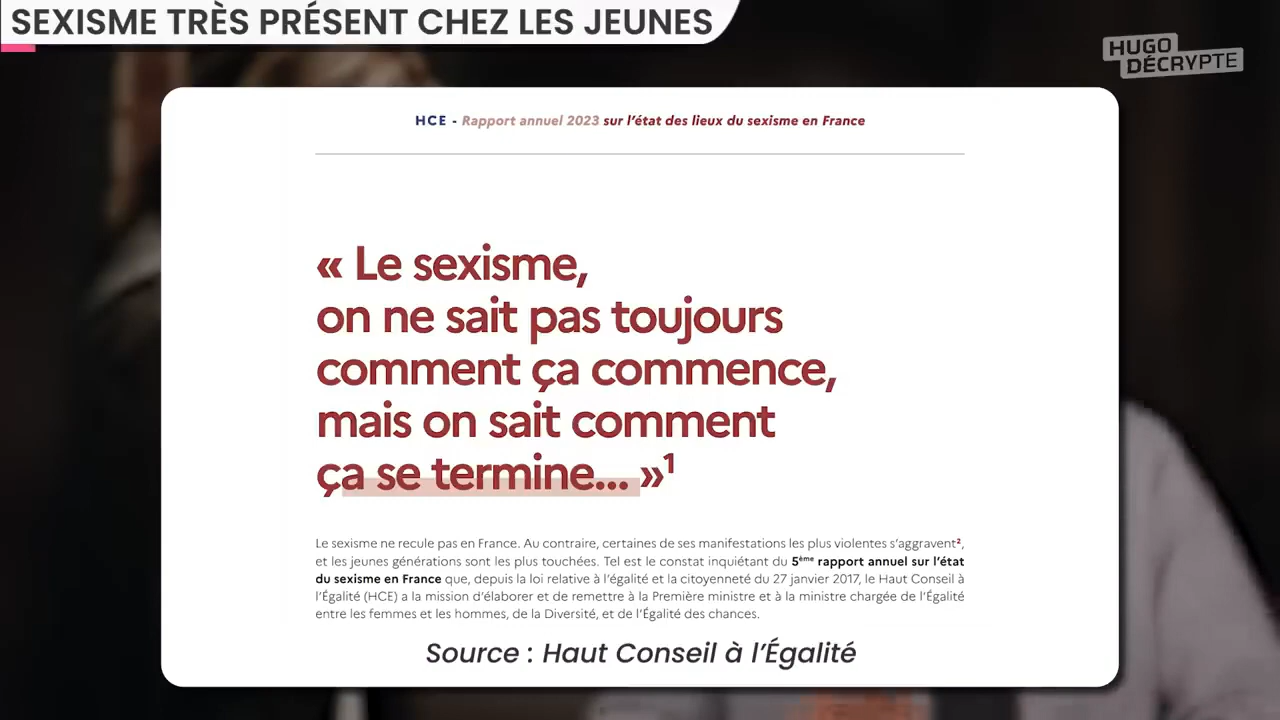 SEXISME TRÈS PRÉSENT CHEZ LES JEUNES
HUGO
DÉCRYPTE
HCE - Rapport annuel 2023 sur l'état des lieux du sexisme en France
« Le sexisme,
on ne sait pas toujours
comment ça commence,
mais on sait comment
ça se termine... »¹
Le sexisme ne recule pas en France. Au contraire, certaines de ses manifestations les plus violentes s'aggravent²,
et les jeunes générations sont les plus touchées. Tel est le constat inquiétant du 5ème rapport annuel sur l'état
du sexisme en France que, depuis la loi relative à l'égalité et la citoyenneté du 27 janvier 2017, le Haut Conseil à
l'Égalité (HCE) a la mission d'élaborer et de remettre à la Première ministre et à la ministre chargée de l'Égalité
entre les femmes et les hommes, de la Diversité, et de l'Égalité des chances.
Source : Haut Conseil à l'Égalité